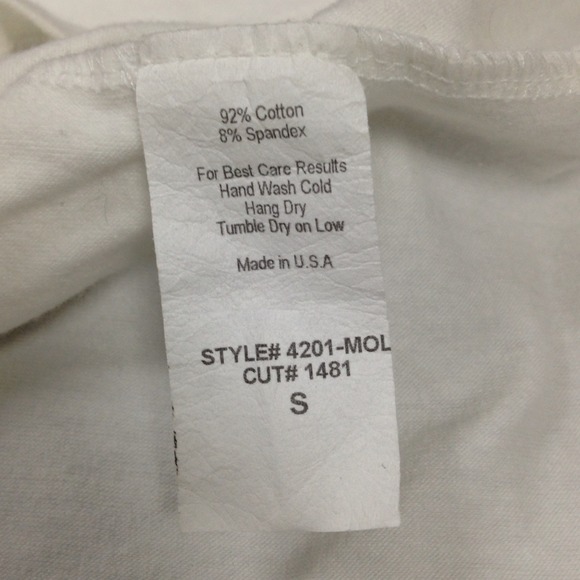 92% Cotton
8% Spandex
For Best Care Results
Hand Wash Cold
Hang Dry
Tumble Dry on Low
Made in U.S.A
STYLE# 4201-MOL
CUT# 1481
S